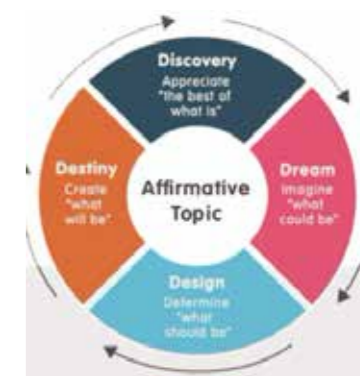 Discovery
Appreciate
"the best of
what is"
Dream
Imagine
"what
could be"
Design
Determine
"what
should be"
Destiny
Create
"what
will be"
Affirmative
Topic